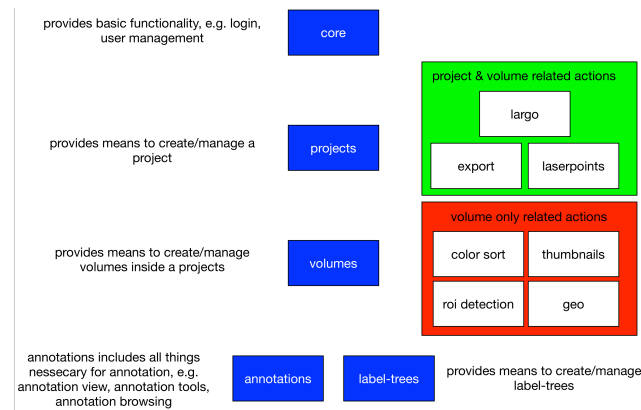 provides basic functionality, e.g. login,
user management
core
project & volume related actions
largo
export
laserpoints
provides means to create/manage a
project
projects
volume only related actions
color sort
thumbnails
roi detection
geo
provides means to create/manage
volumes inside a projects
volumes
annotations includes all things
nessecary for annotation, e.g.
annotation view, annotation tools,
annotation browsing
annotations
label-trees
provides means to create/manage
label-trees